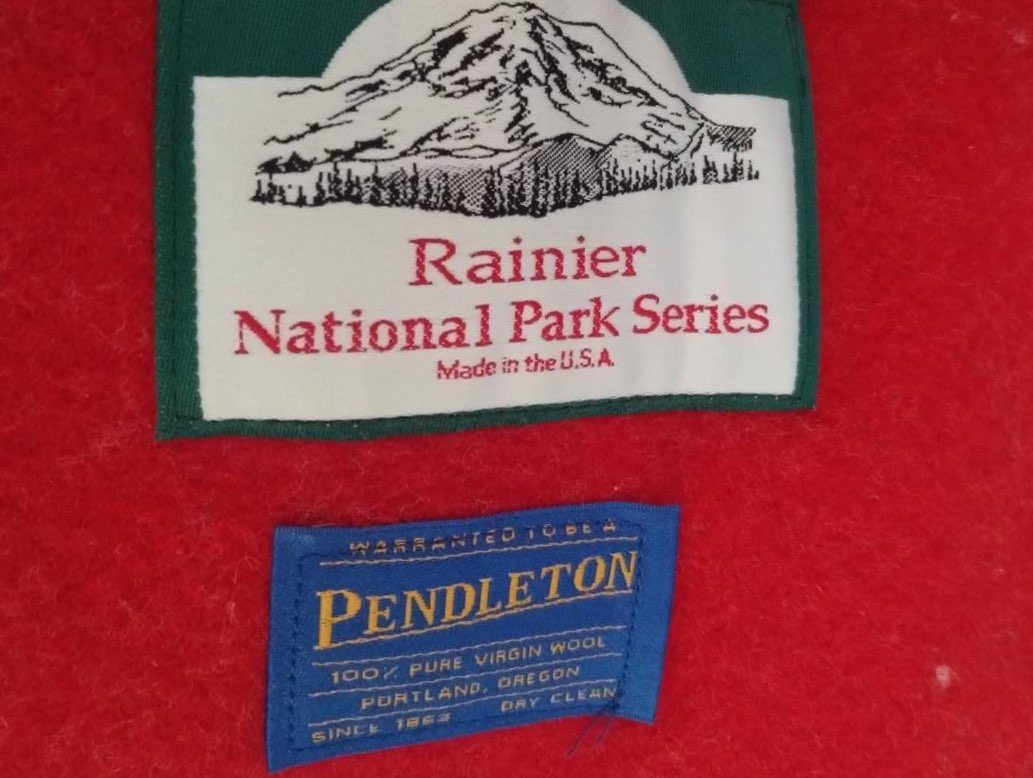 Rainier
National Park Series
Made in the U.S.A.
WARRANTED TO BE A
PENDLETON
100% PURE VIRGIN WOOL
PORTLAND, OREGON
SINCE 1863 DRY CLEAN